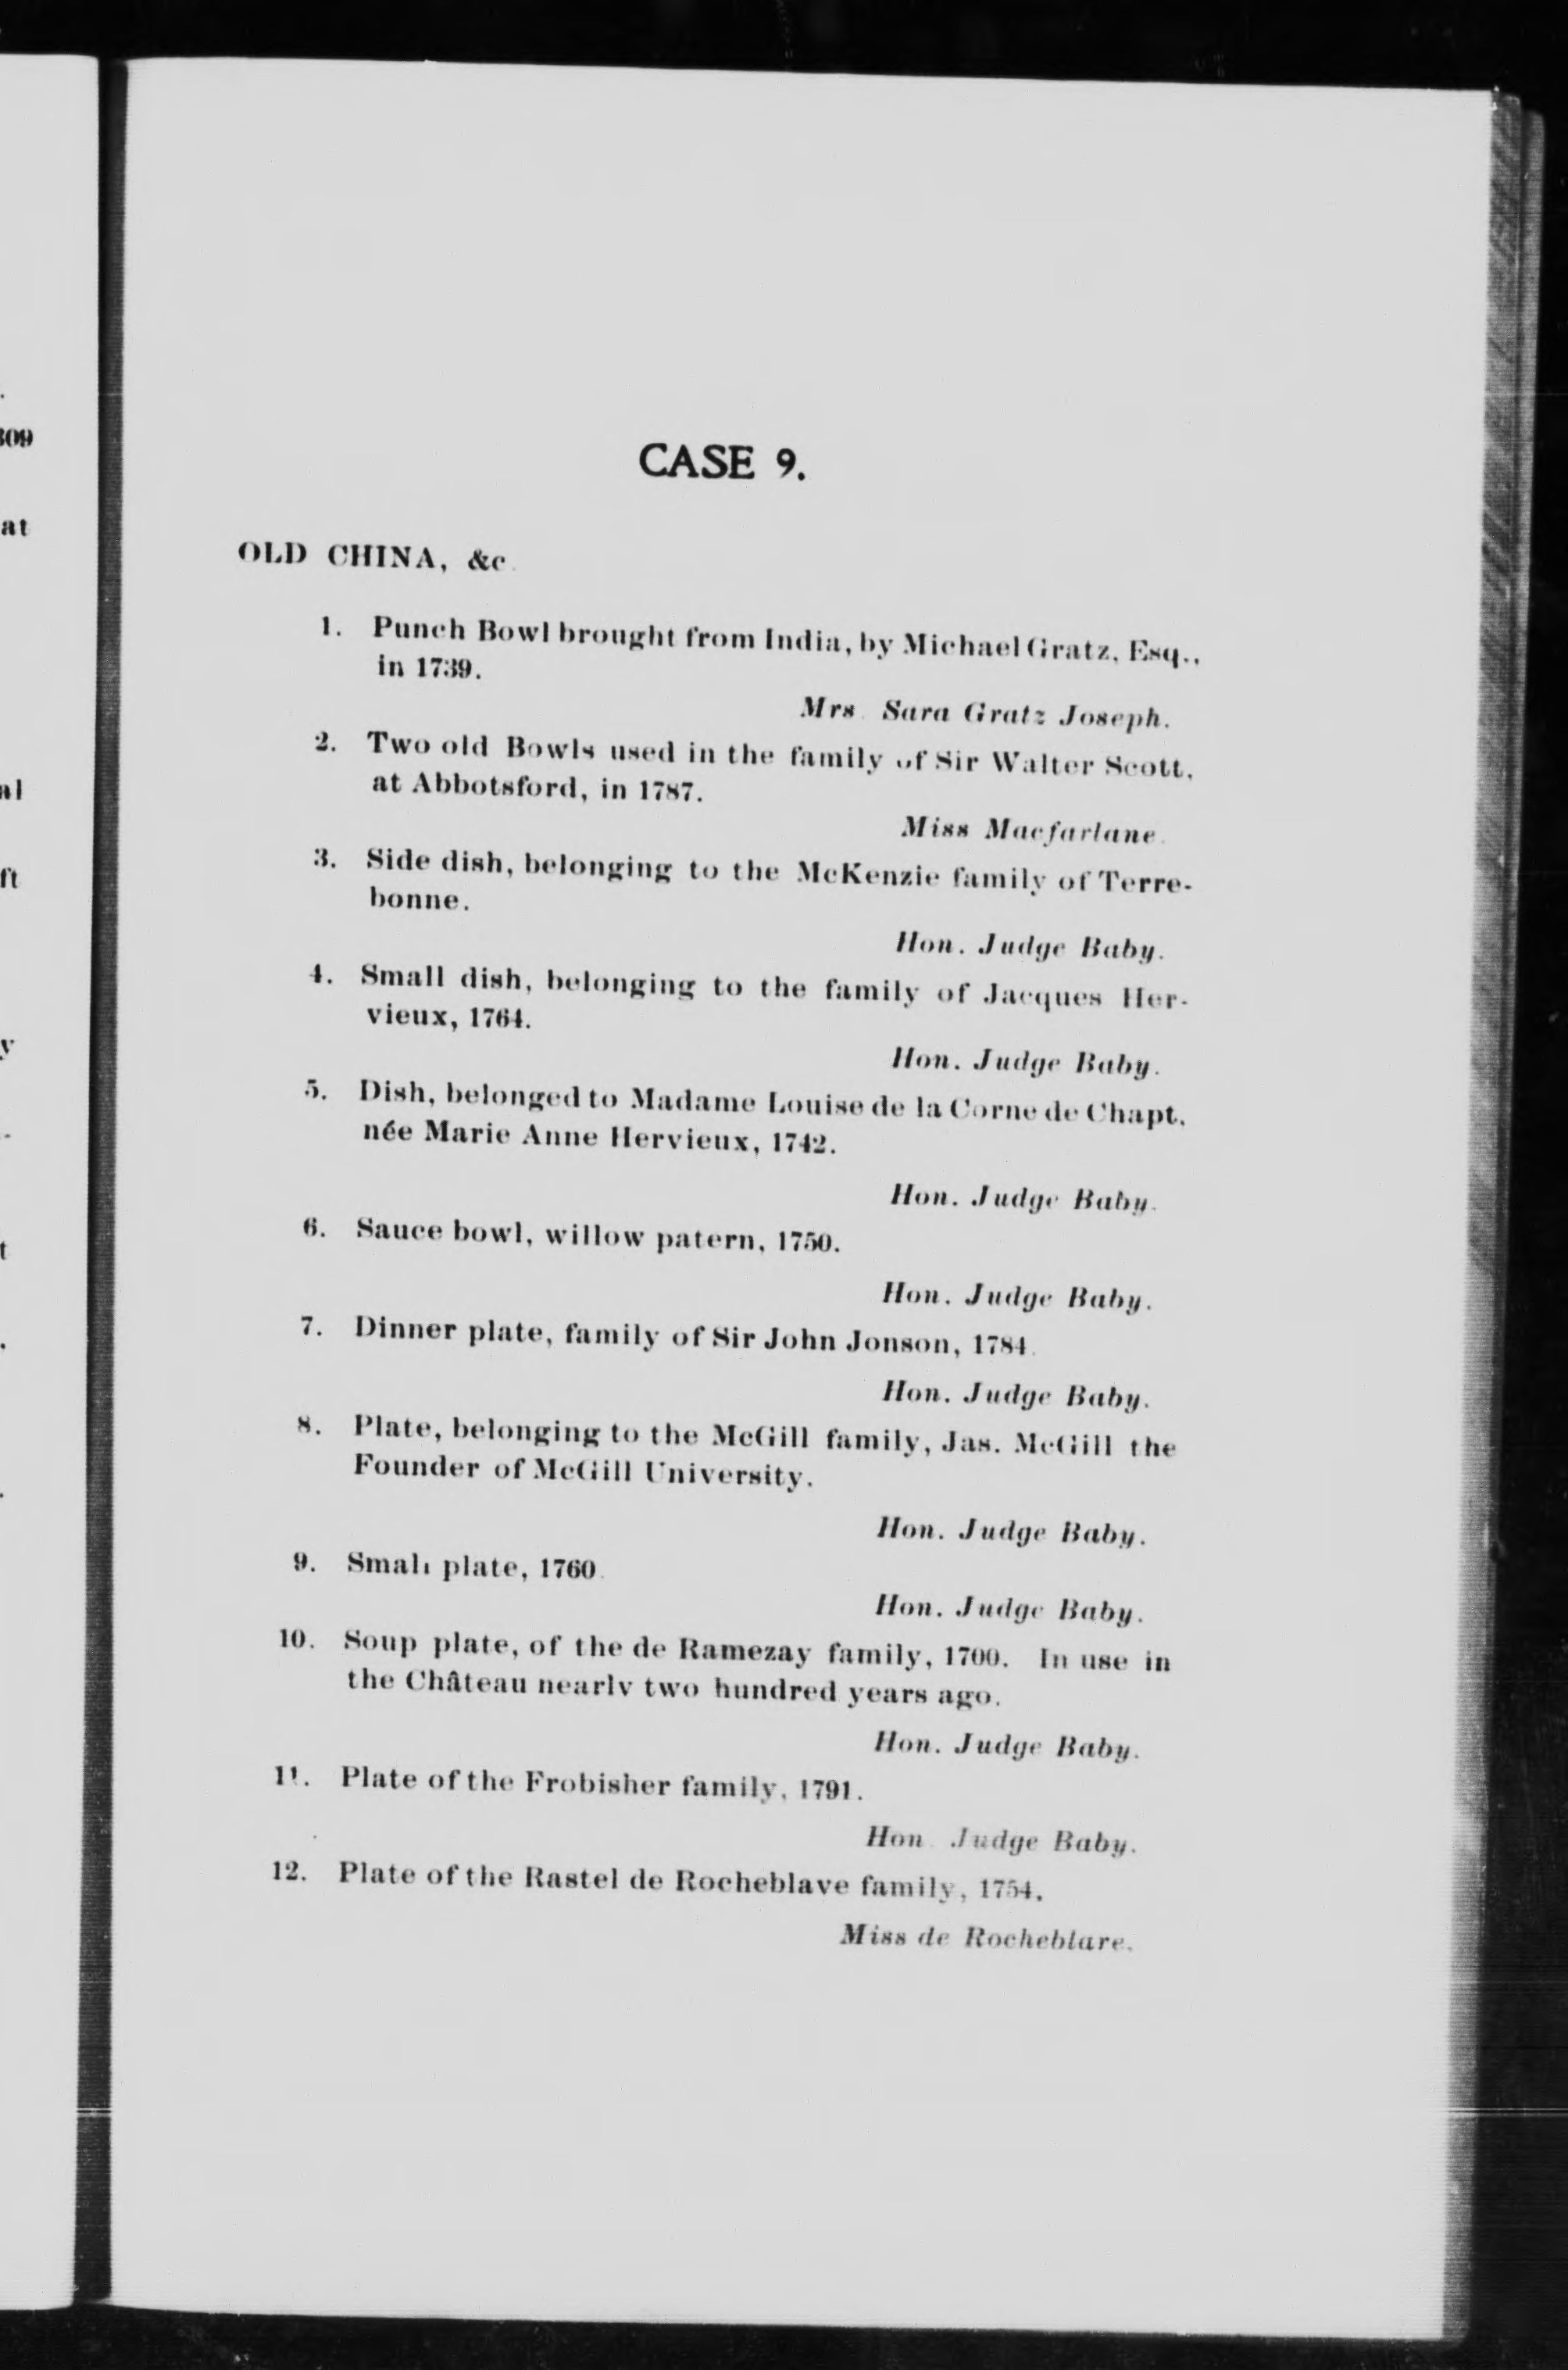 CASE 9.
OLD CHINA, &c.
1. Punch Bowl brought from India, by Michael Gratz, Esq.,
in 1739.
Mrs. Sara Gratz Joseph.
2. Two old Bowls used in the family of Sir Walter Scott,
at Abbotsford, in 1787.
Miss Macfarlane.
3. Side dish, belonging to the McKenzie family of Terre-
bonne.
Hon. Judge Baby.
4. Small dish, belonging to the family of Jacques Her-
vieux, 1764.
Hon. Judge Baby.
5. Dish, belonged to Madame Louise de la Corne de Chapt,
née Marie Anne Hervieux, 1742.
Hon. Judge Baby.
6. Sauce bowl, willow patern, 1750.
Hon. Judge Baby.
7. Dinner plate, family of Sir John Jonson, 1784.
Hon. Judge Baby.
8. Plate, belonging to the McGill family, Jas. McGill the
Founder of McGill University.
Hon. Judge Baby.
9. Small plate, 1760.
Hon. Judge Baby.
10. Soup plate, of the de Ramezay family, 1700. In use in
the Château nearly two hundred years ago.
Hon. Judge Baby.
11. Plate of the Frobisher family, 1791.
Hon. Judge Baby.
12. Plate of the Rastel de Rocheblave family, 1754.
Miss de Rocheblare.